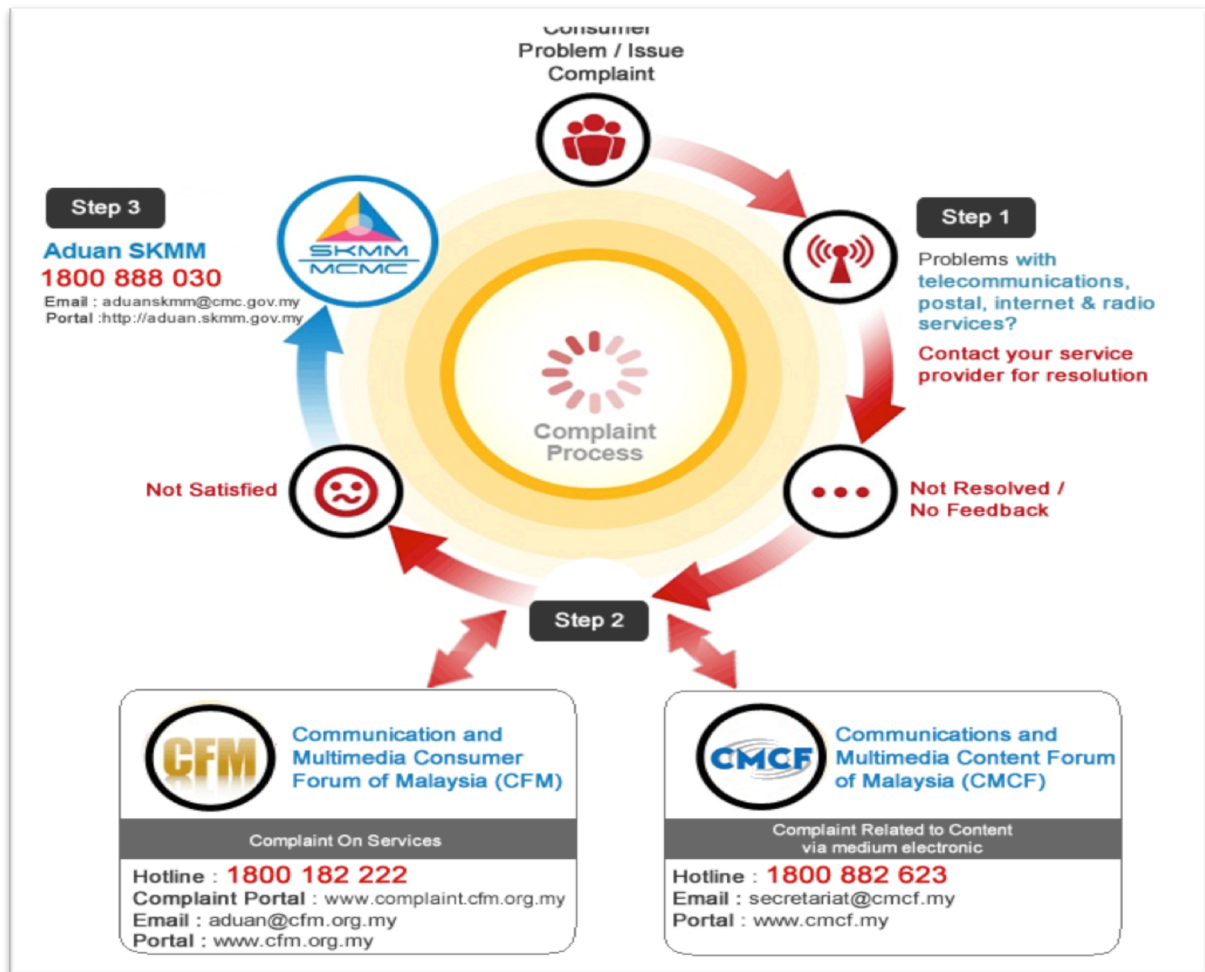 Consumer
Problem / Issue
Complaint
Step 1
Problems with
telecommunications,
postal, internet & radio
services?
Contact your service
provider for resolution
Not Resolved /
No Feedback
Step 2
Not Satisfied
Step 3
Aduan SKMM
1800 888 030
Email : aduanskmm@cmc.gov.my
Portal :http://aduan.skmm.gov.my
SKMM
MCMC
Complaint
Process
CFM
Communication and
Multimedia Consumer
Forum of Malaysia (CFM)
Complaint On Services
Hotline : 1800 182 222
Complaint Portal : www.complaint.cfm.org.my
Email : aduan@cfm.org.my
Portal : www.cfm.org.my
CMCF
Communications and
Multimedia Content Forum
of Malaysia (CMCF)
Complaint Related to Content
via medium electronic
Hotline : 1800 882 623
Email : secretariat@cmcf.my
Portal : www.cmcf.my